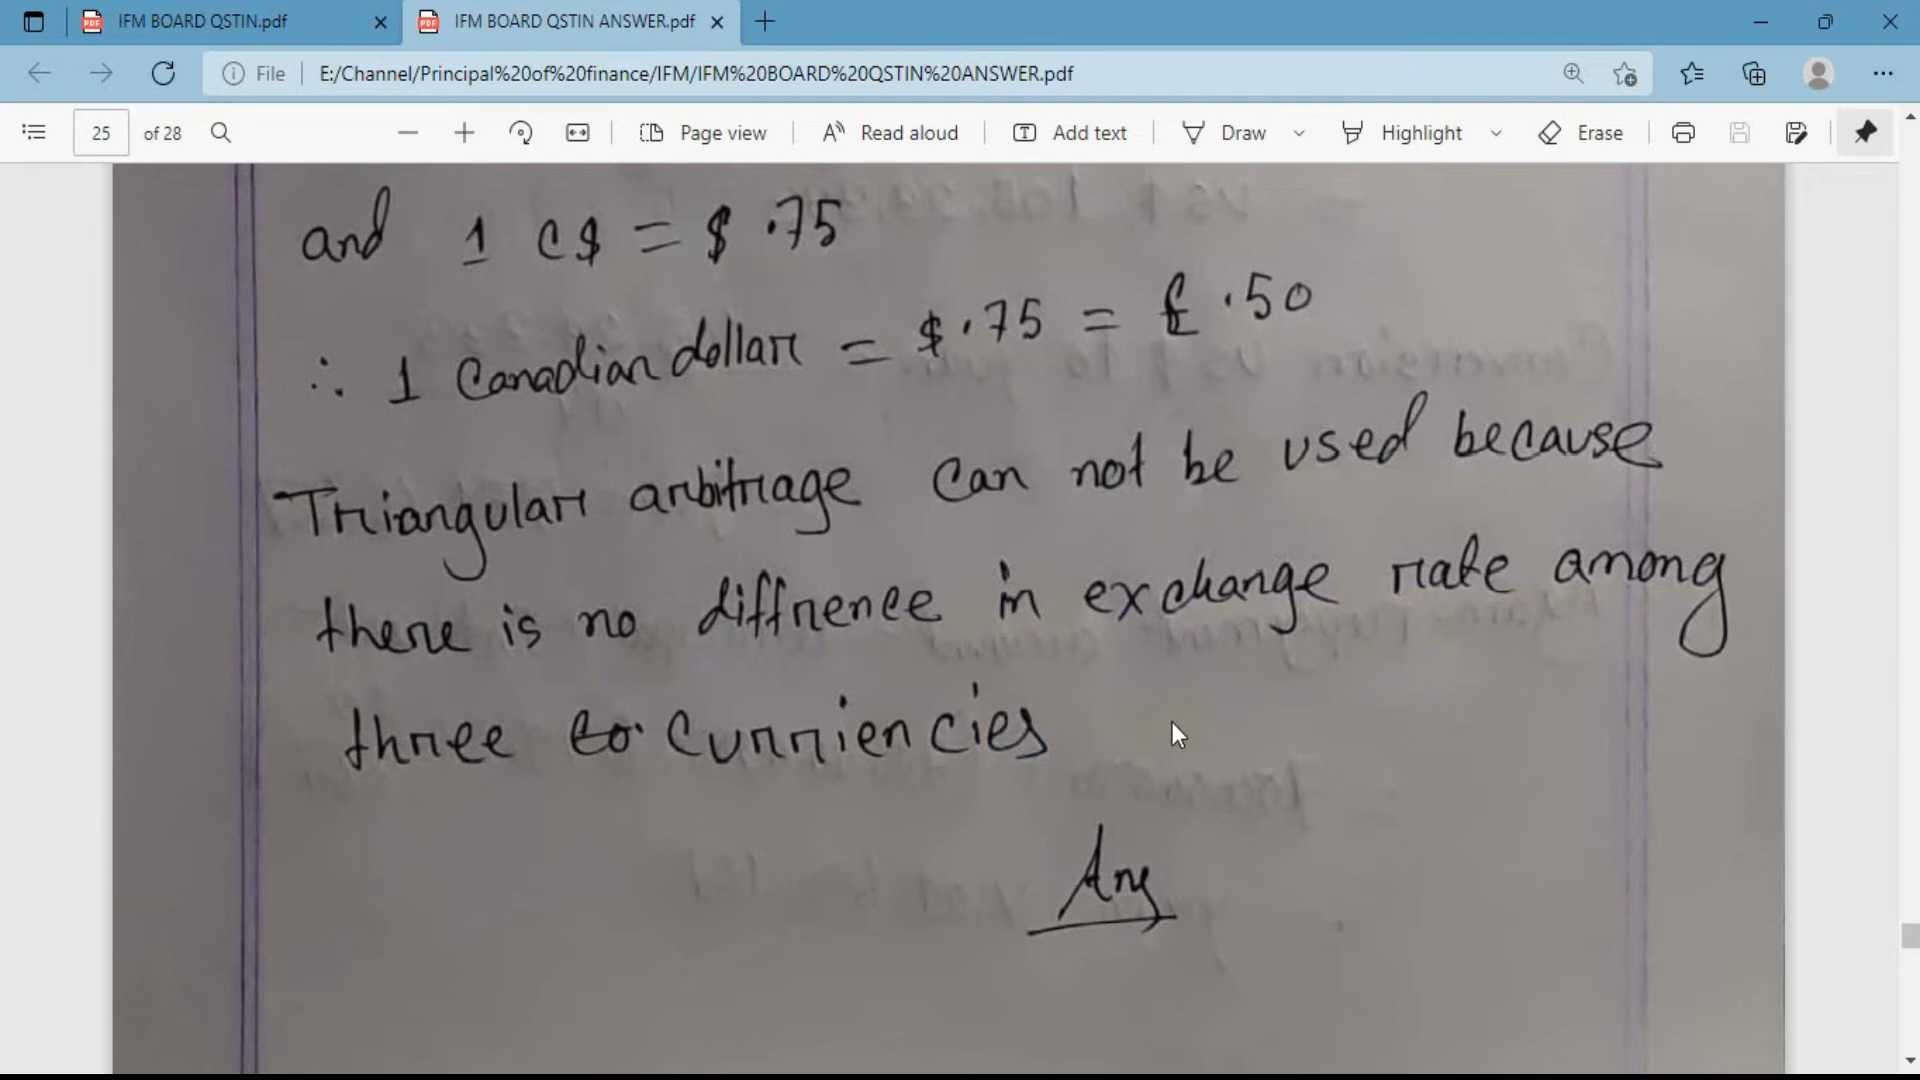 IFM BOARD QSTIN.pdf
IFM BOARD QSTIN ANSWER.pdf
File E:/Channel/Principal%20of%20finance/IFM/IFM%20BOARD%20QSTIN%20ANSWER.pdf
25 of 28 Page view Read aloud Add text Draw Highlight Erase
and 1 C$ = $ .75
∴ 1 Canadian dollar = $.75 = £ .50
Triangular arbitrage can not be used because
there is no diffrence in exchange rate among
three to curriencies
Ans